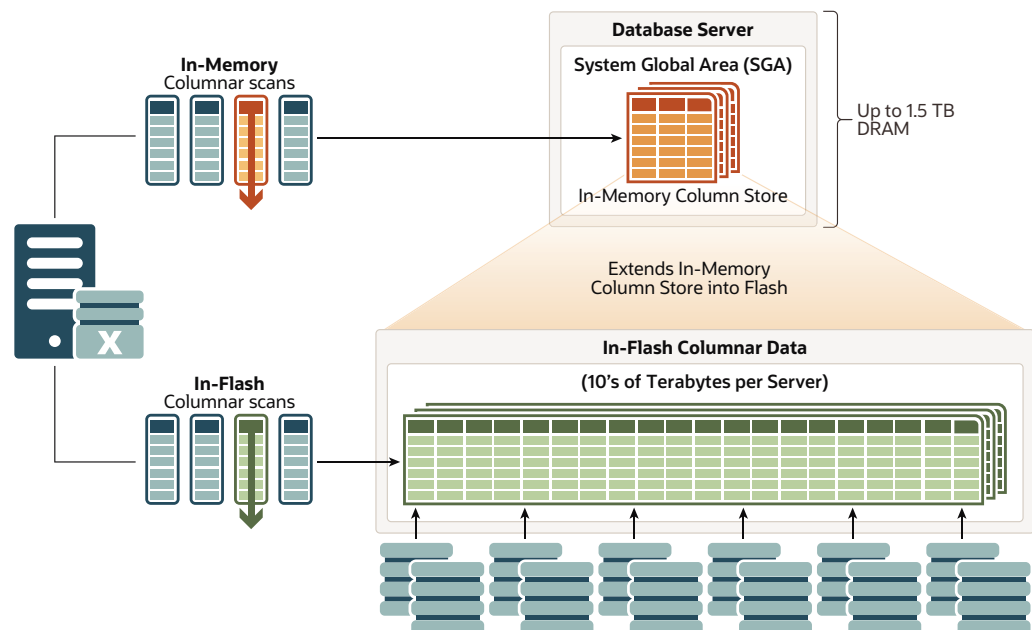 Database Server
System Global Area (SGA)
In-Memory
Columnar scans
Up to 1.5 TB
DRAM
In-Memory Column Store
Extends In-Memory
Column Store into Flash
X
In-Flash Columnar Data
(10's of Terabytes per Server)
In-Flash
Columnar scans